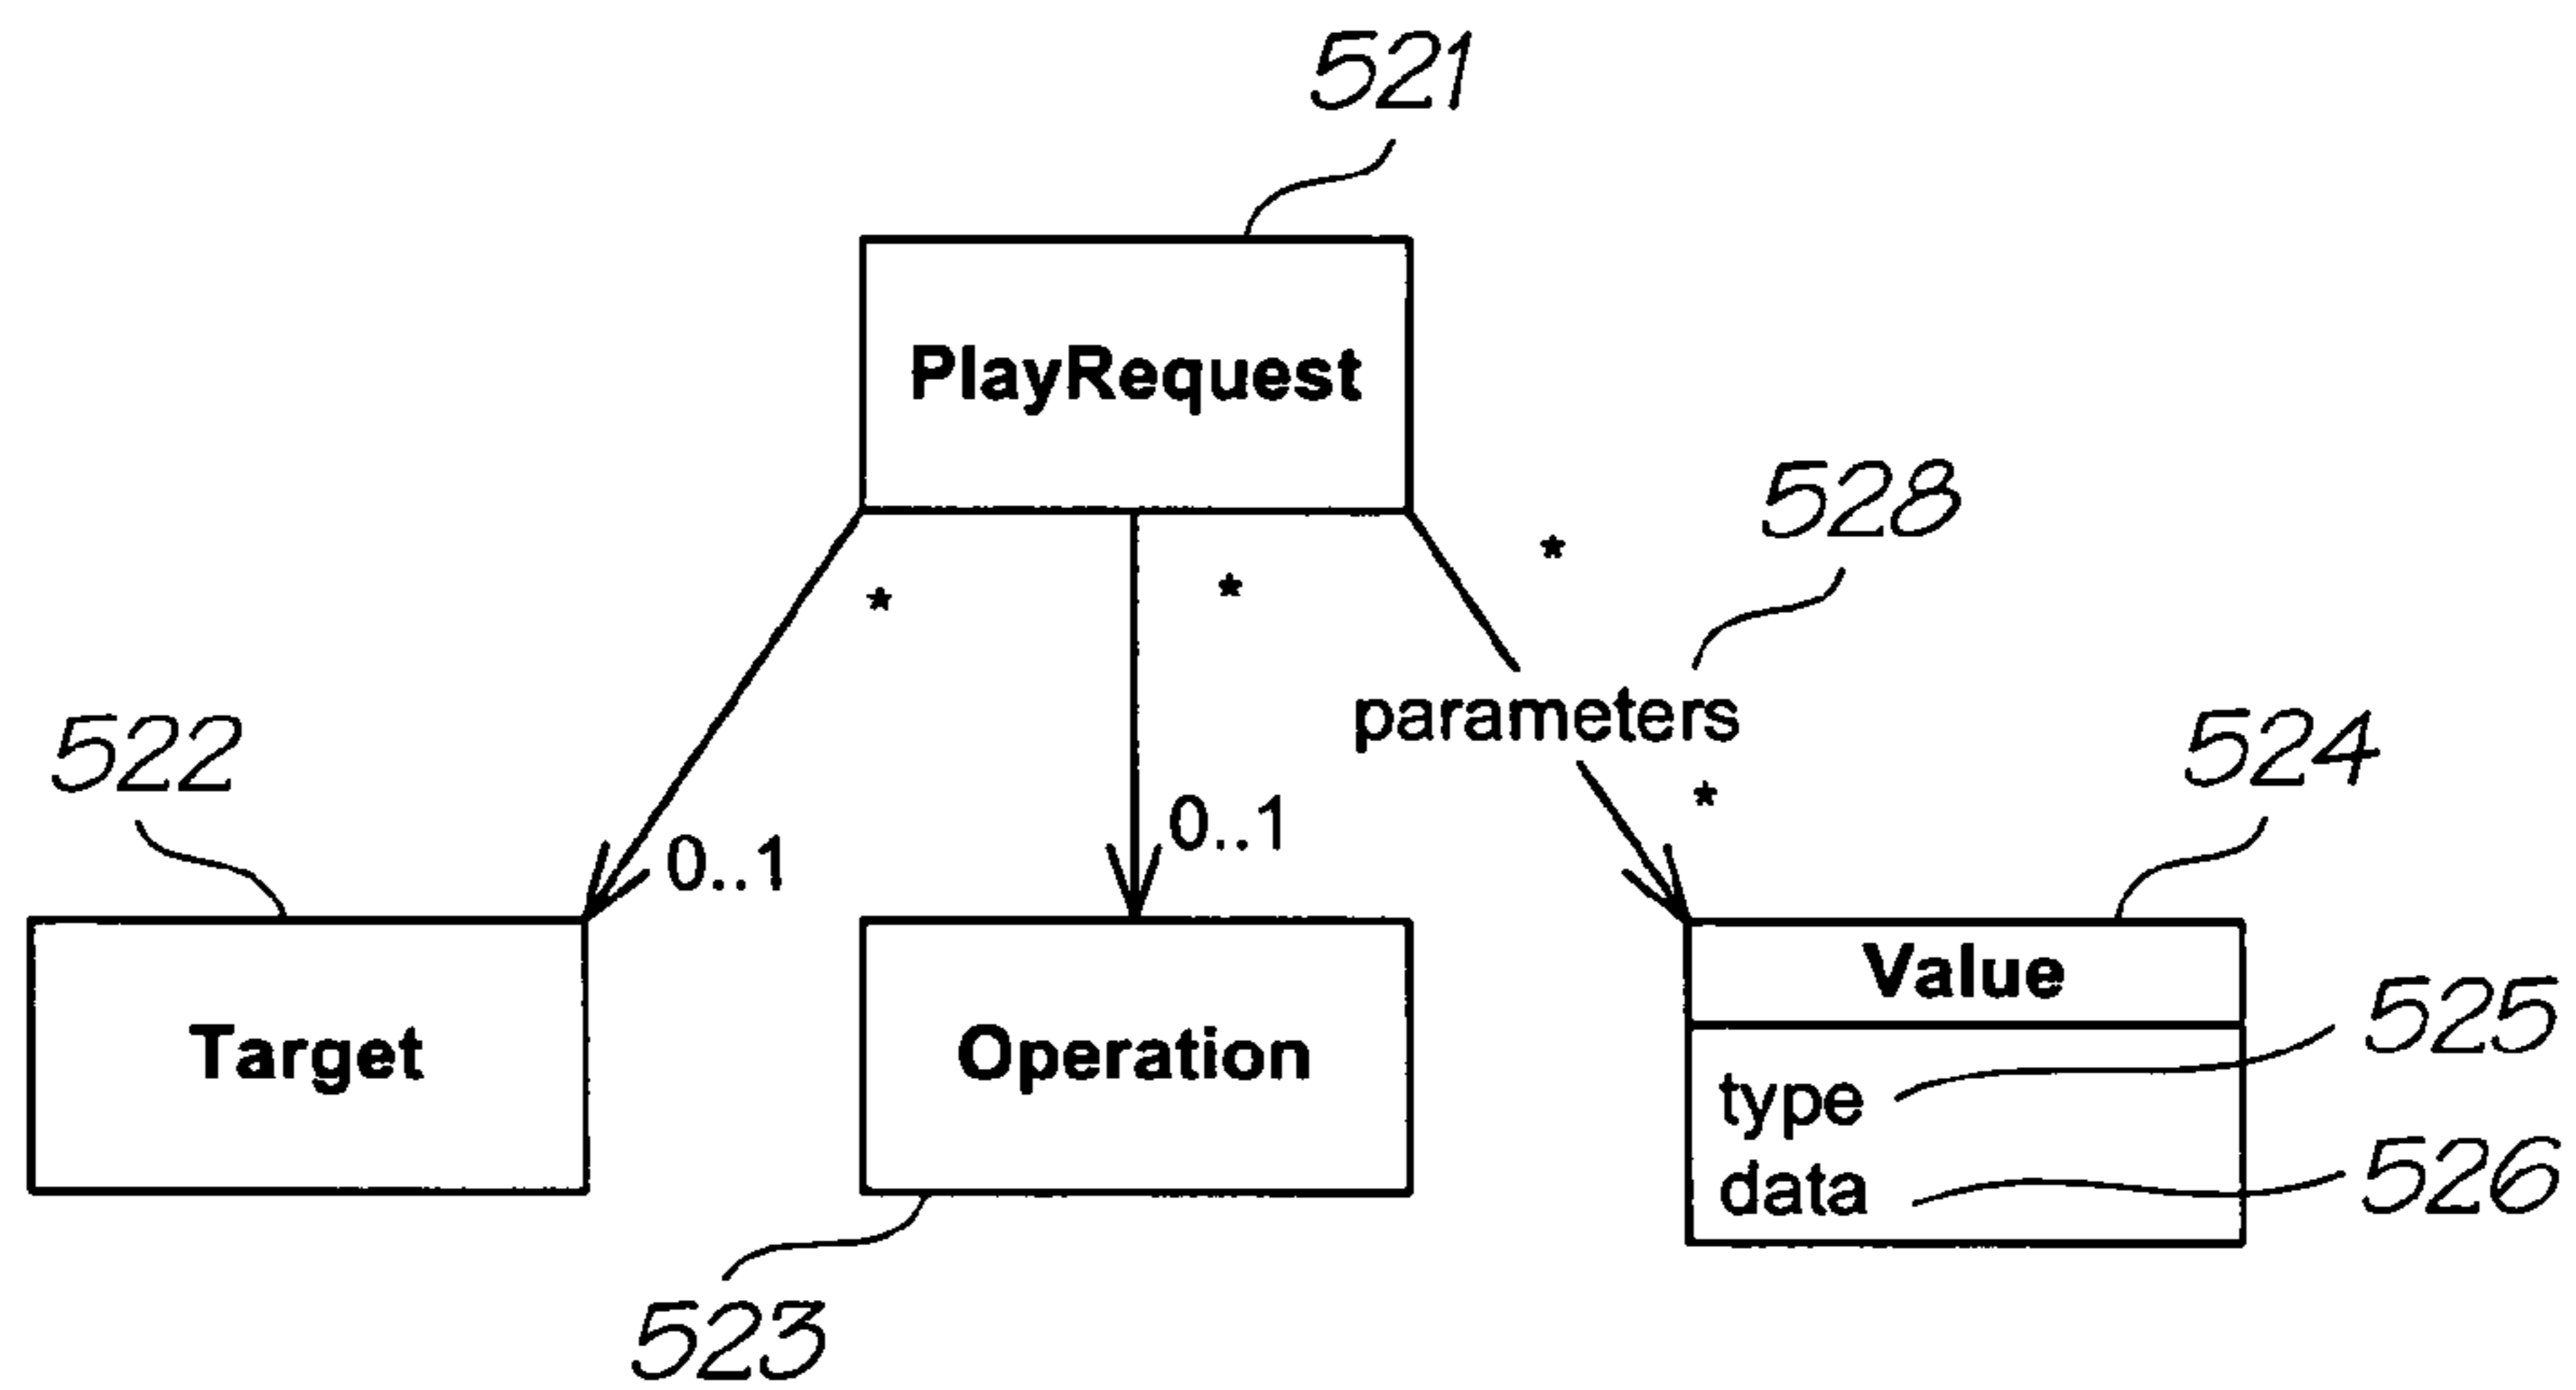 521
PlayRequest
528
*
*
*
parameters
522
524
*
0..1
0..1
Value
525
Target
Operation
type
data
526
523